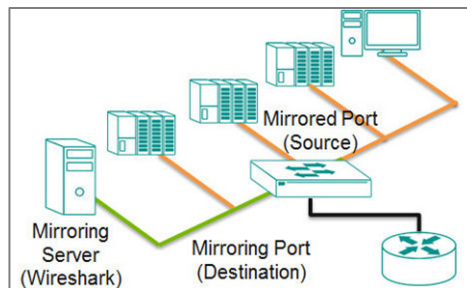 Mirrored Port
(Source)
Mirroring
Server
(Wireshark)
Mirroring Port
(Destination)